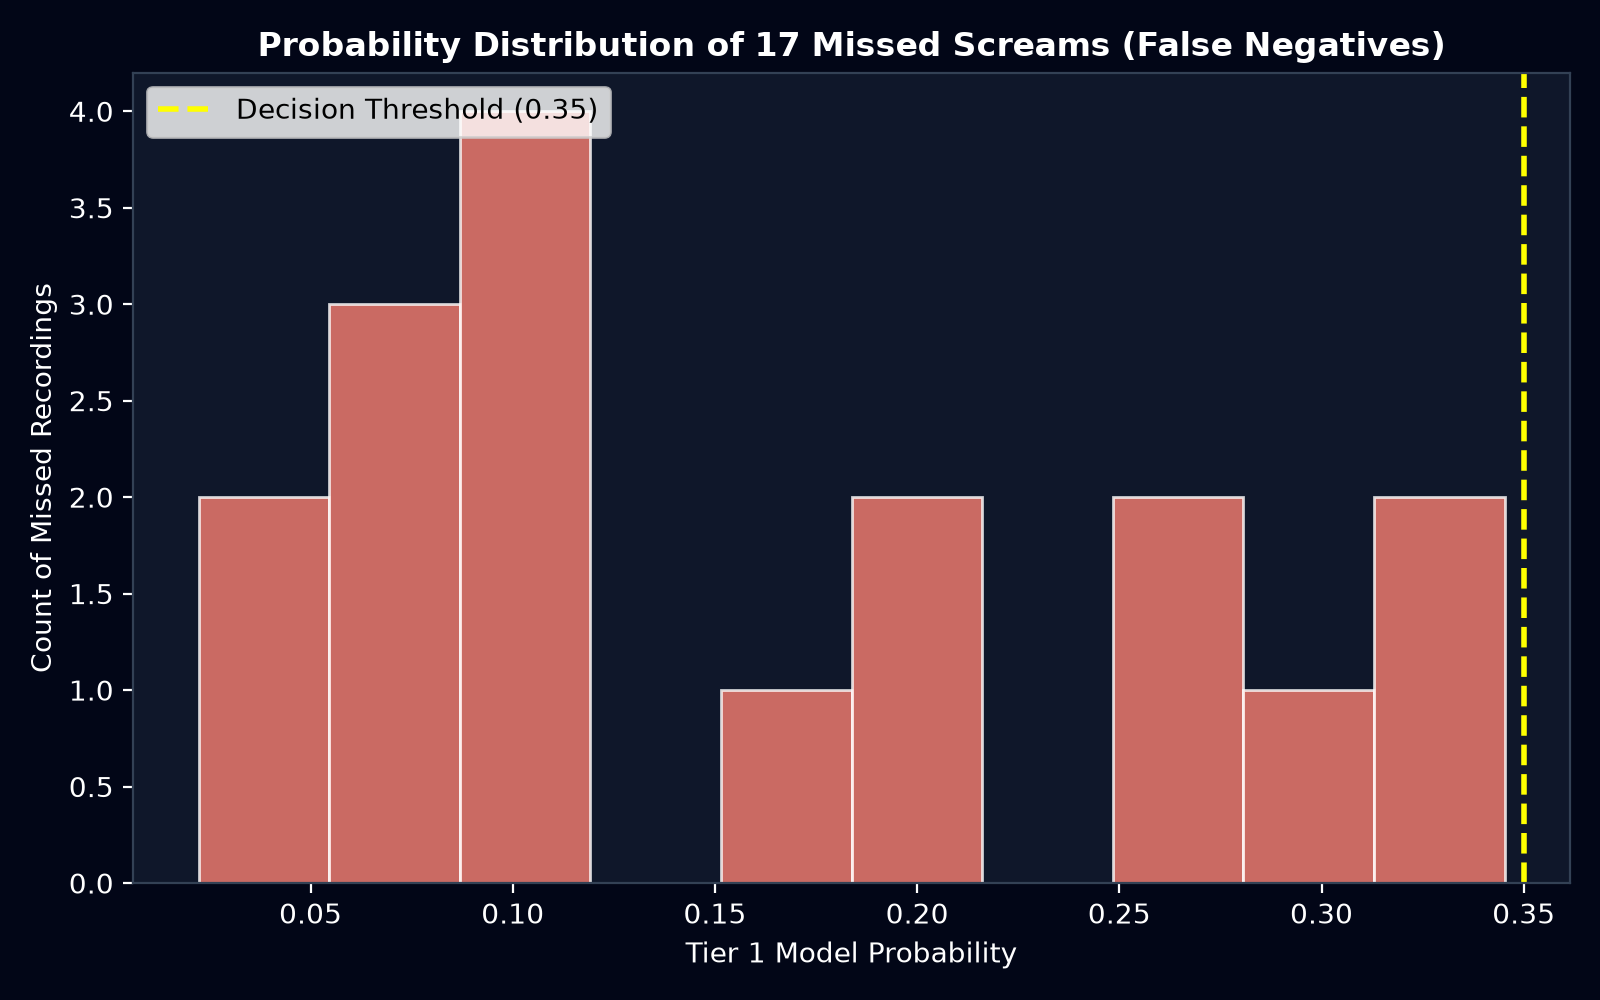 Probability Distribution of 17 Missed Screams (False Negatives)
Decision Threshold (0.35)
Count of Missed Recordings
4.0
3.5
3.0
2.5
2.0
1.5
1.0
0.5
0.0
0.05 0.10 0.15 0.20 0.25 0.30 0.35
Tier 1 Model Probability